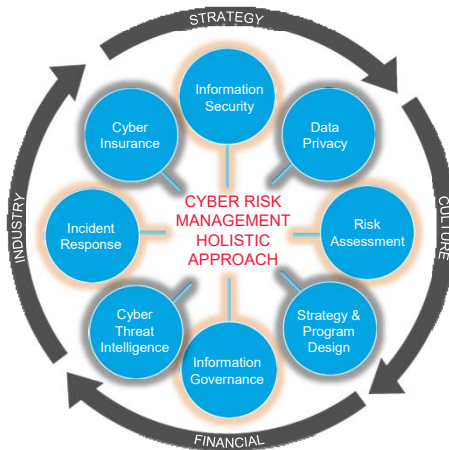 STRATEGY
Information
Security
Cyber
Insurance
Data
Privacy
INDUSTRY
CULTURE
Incident
Response
CYBER RISK
MANAGEMENT
HOLISTIC
APPROACH
Risk
Assessment
Cyber
Threat
Intelligence
Strategy &
Program
Design
Information
Governance
FINANCIAL